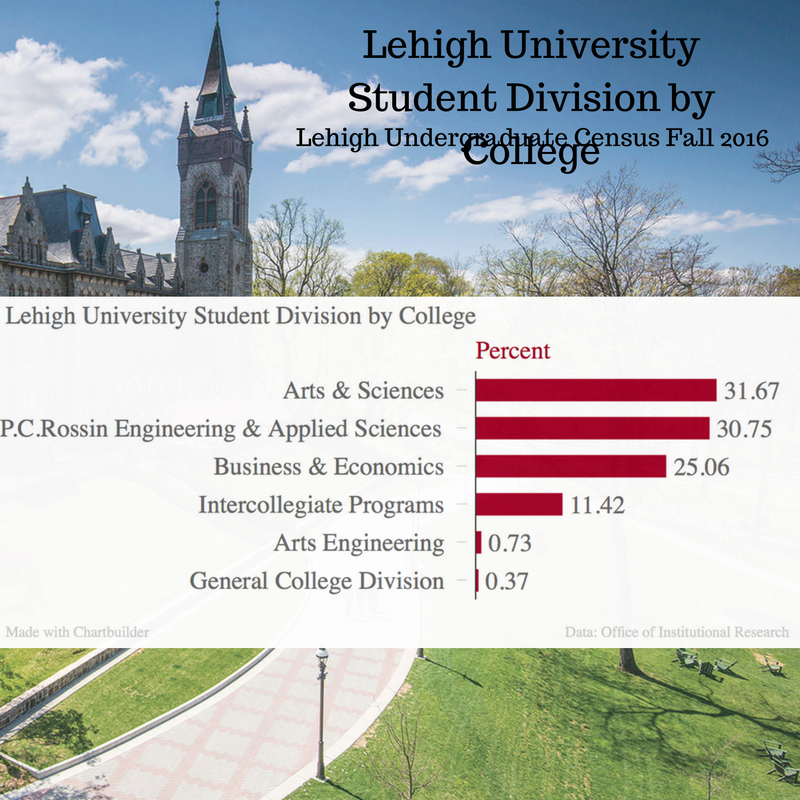 Lehigh University
Student Division by
College
Lehigh Undergraduate Census Fall 2016
Lehigh University Student Division by College
Percent
Arts & Sciences 31.67
P.C.Rossin Engineering & Applied Sciences 30.75
Business & Economics 25.06
Intercollegiate Programs 11.42
Arts Engineering 0.73
General College Division 0.37
Made with Chartbuilder Data: Office of Institutional Research